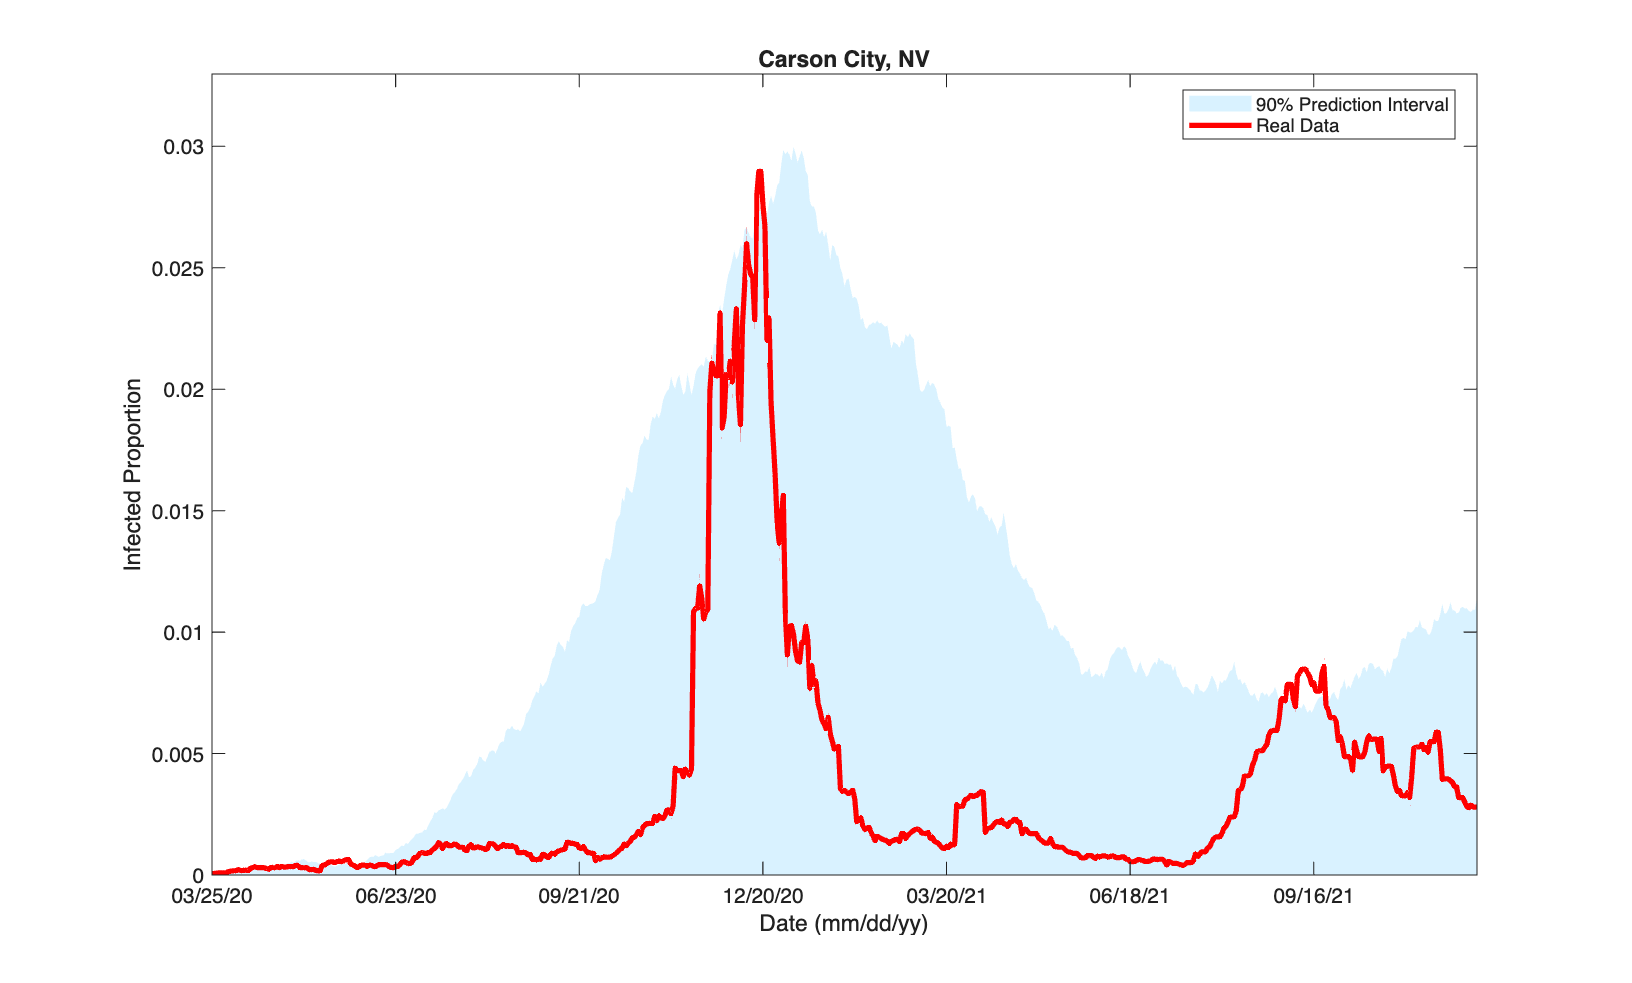 Carson City, NV
90% Prediction Interval
Real Data
0.03
0.025
0.02
0.015
0.01
0.005
0
Infected Proportion
03/25/20 06/23/20 09/21/20 12/20/20 03/20/21 06/18/21 09/16/21
Date (mm/dd/yy)